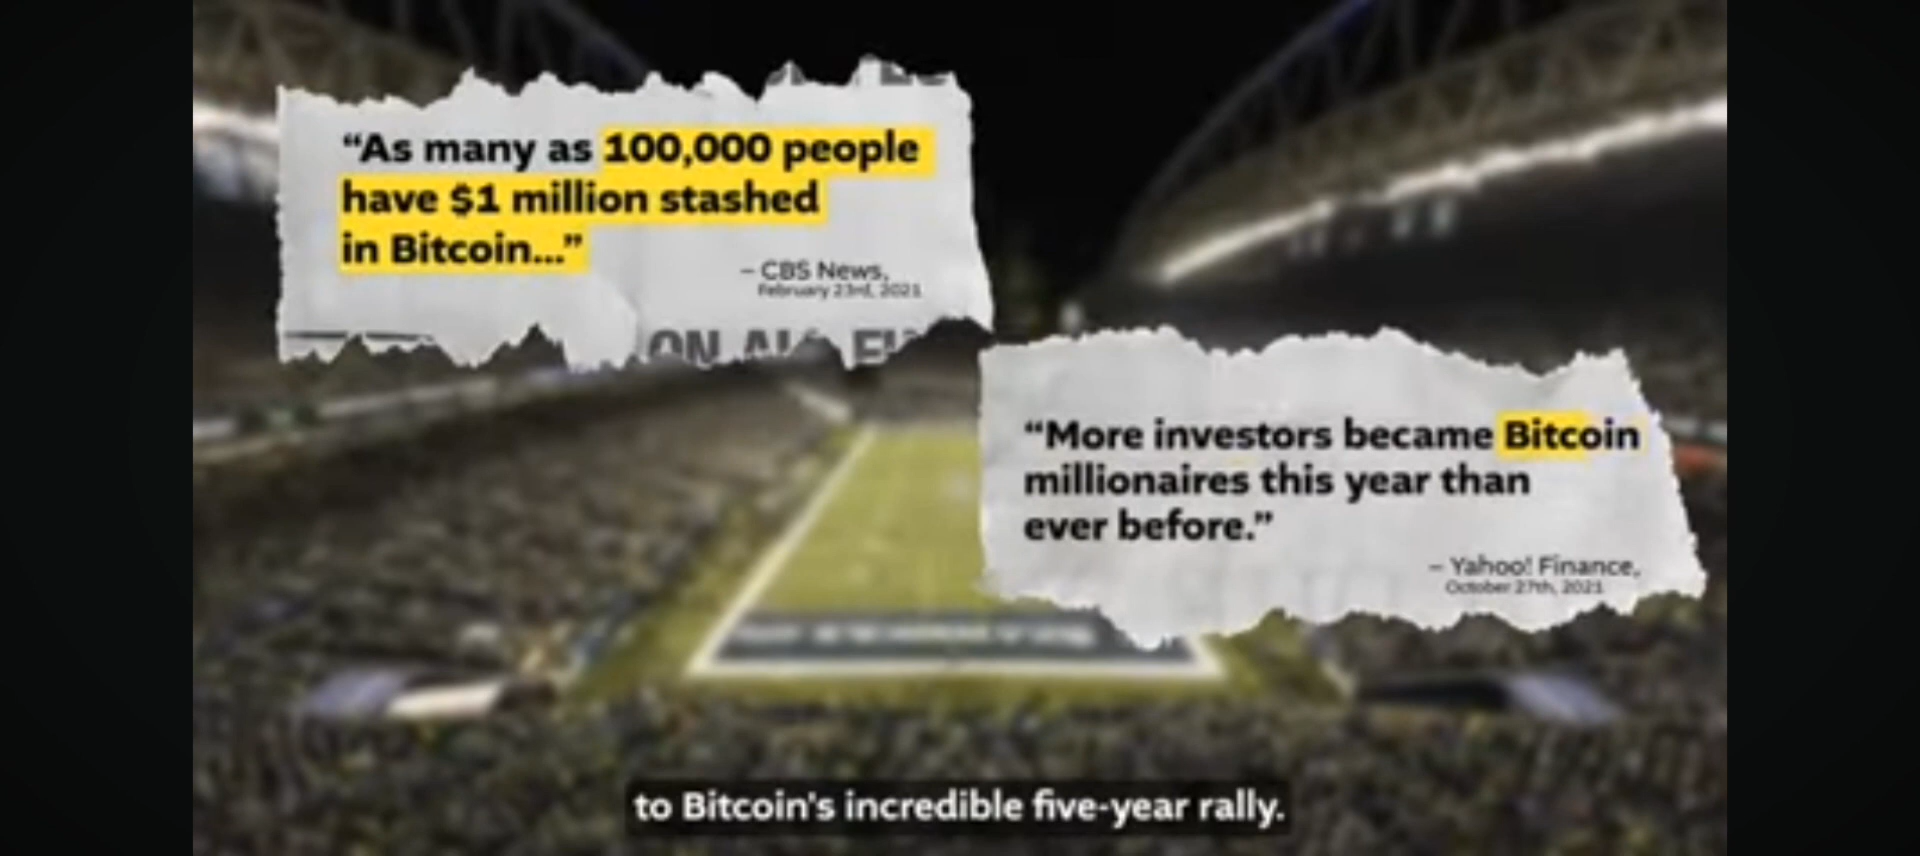 “As many as 100,000 people
have $1 million stashed
in Bitcoin...”
– CBS News,
February 23rd, 2021
ON ALL
“More investors became Bitcoin
millionaires this year than
ever before.”
– Yahoo! Finance,
October 27th, 2021
to Bitcoin's incredible five-year rally.